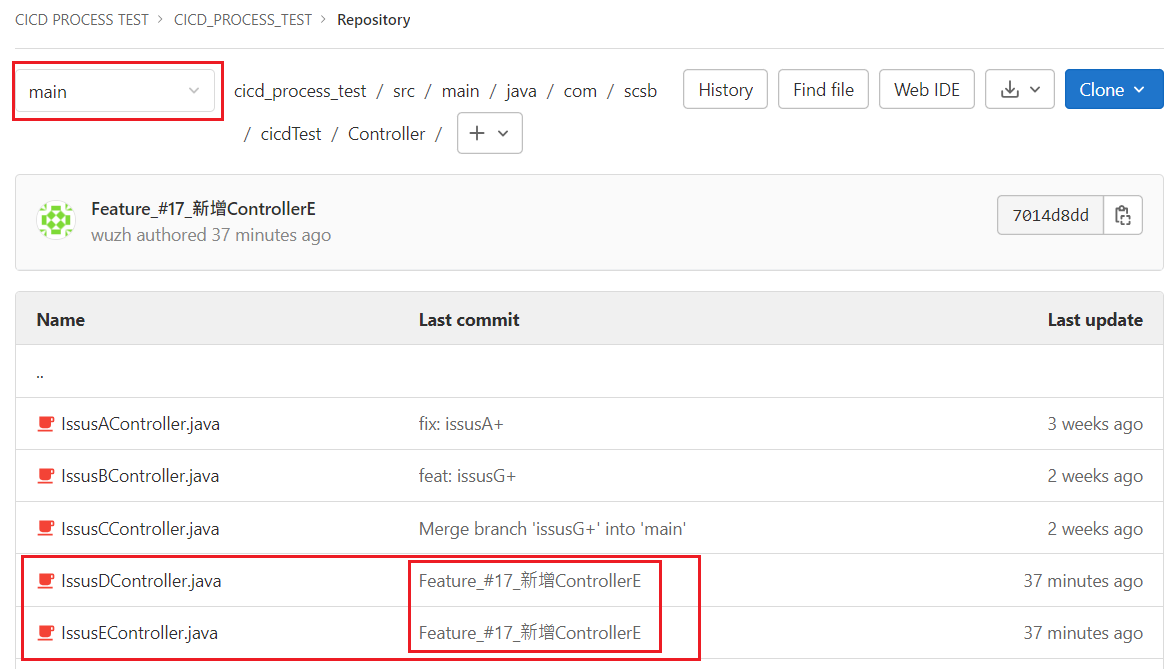 CICD PROCESS TEST > CICD_PROCESS_TEST > Repository
main cicd_process_test / src / main / java / com / scsb History Find file Web IDE Clone
/ cicdTest / Controller / +
Feature_#17_新增ControllerE
wuzh authored 37 minutes ago
7014d8dd
Name Last commit Last update
..
IssusAController.java fix: issusA+ 3 weeks ago
IssusBController.java feat: issusG+ 2 weeks ago
IssusCController.java Merge branch 'issusG+' into 'main' 2 weeks ago
IssusDController.java Feature_#17_新增ControllerE 37 minutes ago
IssusEController.java Feature_#17_新增ControllerE 37 minutes ago